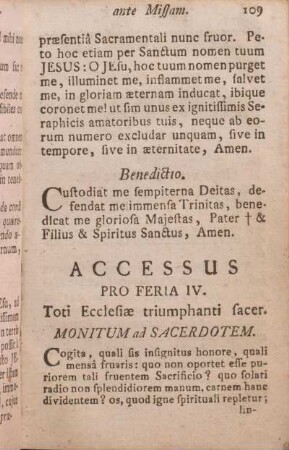 ante Missam. 109
præsentiâ Sacramentali nunc fruor. Pe-
to hoc etiam per Sanctum nomen tuum
JESUS: O JEsu, hoc tuum nomen purget
me, illuminet me, inflammet me, salvet
me, in gloriam æternam inducat, ibique
coronet me! ut sim unus ex ignitissimis Se-
raphicis amatoribus tuis, neque ab eo-
rum numero excludar unquam, sive in
tempore, sive in æternitate, Amen.
Benedictio.
Custodiat me sempiterna Deitas, de-
fendat me immensa Trinitas, bene-
dicat me gloriosa Majestas, Pater † &
Filius & Spiritus Sanctus, Amen.
ACCESSUS
PRO FERIA IV.
Toti Ecclesiæ triumphanti sacer.
MONITUM ad SACERDOTEM.
Cogita, quali sis insignitus honore, quali
mensâ fruaris: quo non oportet esse pu-
riorem tali fruentem Sacrificio? quo solari
radio non splendidiorem manum, carnem hanc
dividentem? os, quod igne spirituali repletur;
lin-